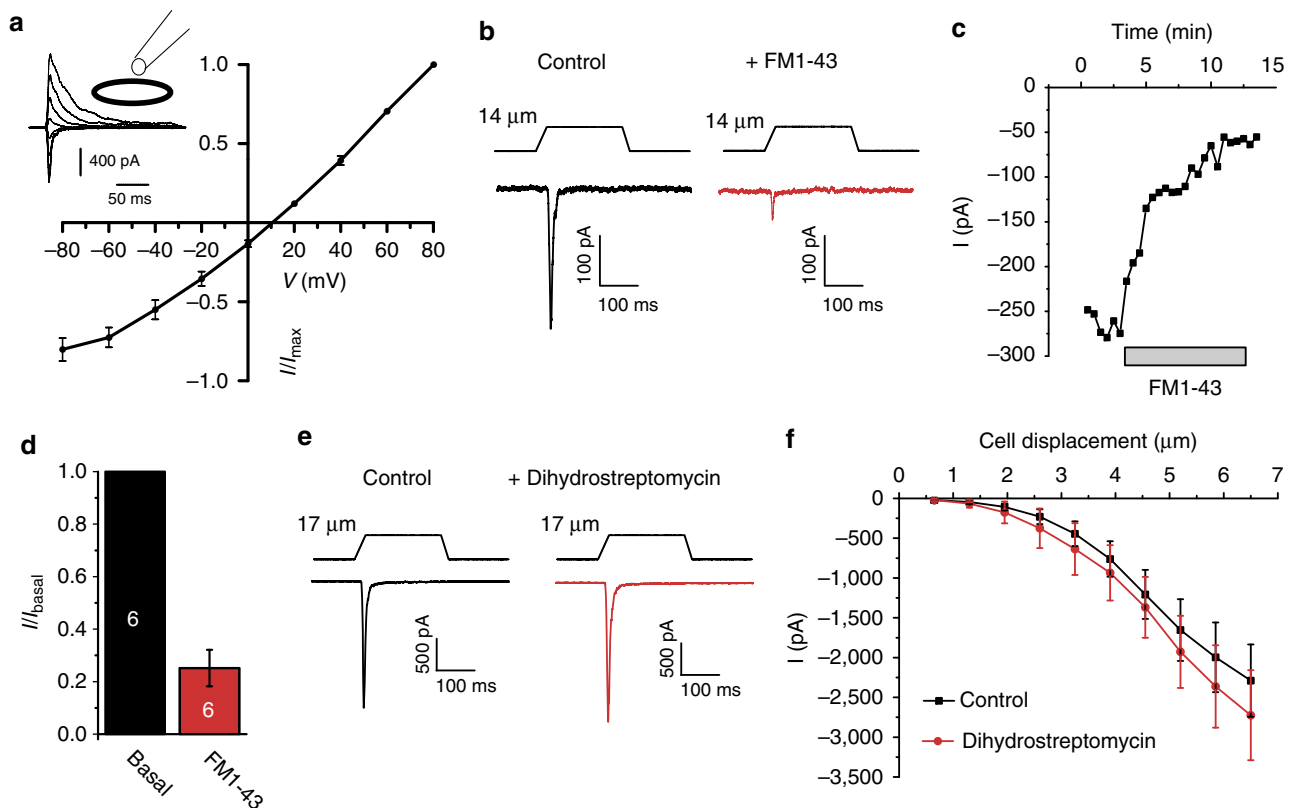 a
400 pA
50 ms
1.0
0.5
−0.5
−1.0
−80 −60 −40 −20 20 40 60 80
V (mV)
I/Imax
b
Control
+ FM1-43
14 μm
14 μm
100 pA
100 ms
100 pA
100 ms
c
Time (min)
0 5 10 15
0
−50
−100
−150
−200
−250
−300
I (pA)
FM1-43
d
1.0
0.8
0.6
0.4
0.2
0.0
I/Ibasal
6
6
Basal
FM1-43
e
Control
+ Dihydrostreptomycin
17 μm
17 μm
500 pA
100 ms
500 pA
100 ms
f
Cell displacement (μm)
0 1 2 3 4 5 6 7
0
−500
−1,000
−1,500
−2,000
−2,500
−3,000
−3,500
I (pA)
Control
Dihydrostreptomycin